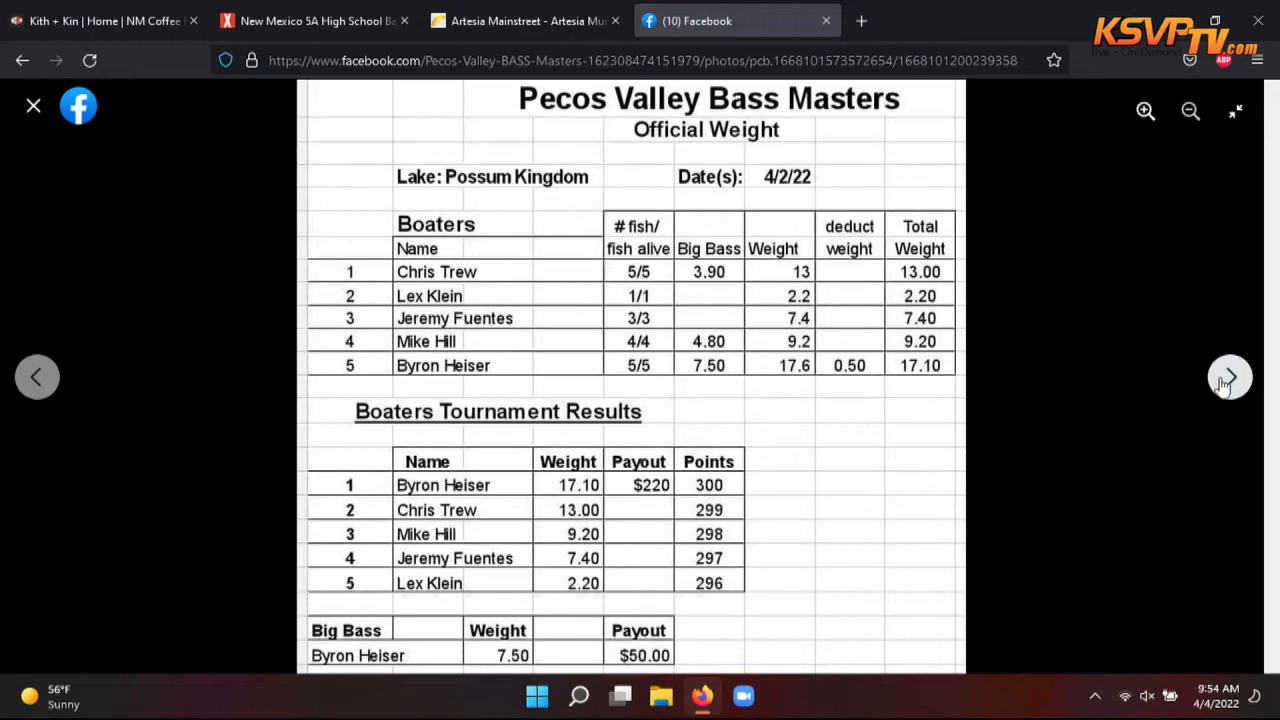 Kith + Kin | Home | NM Coffee
New Mexico 5A High School Ba
Artesia Mainstreet - Artesia Mu
(10) Facebook
KSVP
TV.com
https://www.facebook.com/Pecos-Valley-BASS-Masters-162308474151979/photos/pcb.1668101573572654/1668101200239358
ABP
Pecos Valley Bass Masters
Official Weight
Lake: Possum Kingdom Date(s): 4/2/22
Boaters # fish/ deduct Total
Name fish alive Big Bass Weight weight Weight
1 Chris Trew 5/5 3.90 13 13.00
2 Lex Klein 1/1 2.2 2.20
3 Jeremy Fuentes 3/3 7.4 7.40
4 Mike Hill 4/4 4.80 9.2 9.20
5 Byron Heiser 5/5 7.50 17.6 0.50 17.10
Boaters Tournament Results
Name Weight Payout Points
1 Byron Heiser 17.10 $220 300
2 Chris Trew 13.00 299
3 Mike Hill 9.20 298
4 Jeremy Fuentes 7.40 297
5 Lex Klein 2.20 296
Big Bass Weight Payout
Byron Heiser 7.50 $50.00
56°F
Sunny
9:54 AM
4/4/2022